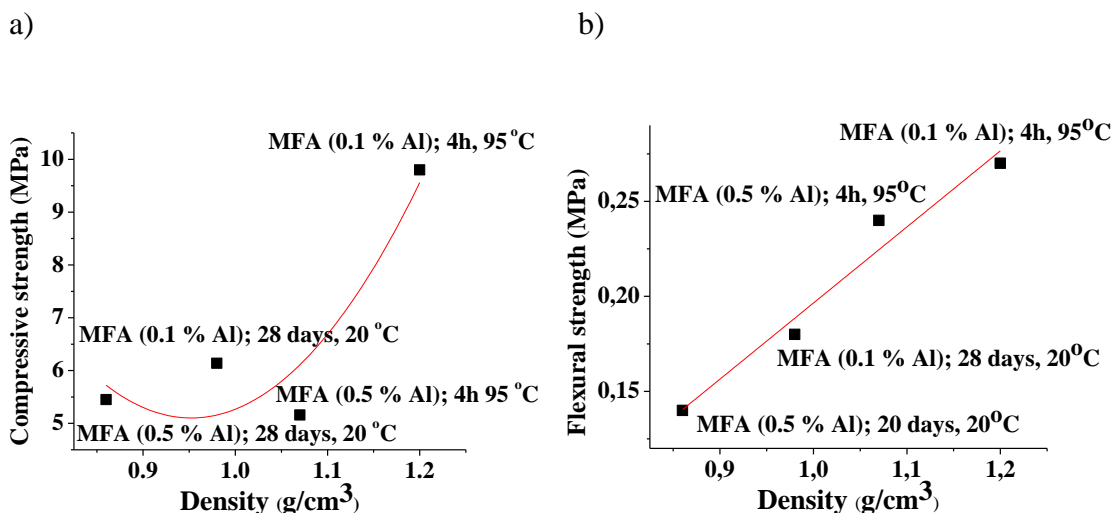 a)
b)
Compressive strength (MPa)
10
9
8
7
6
5
MFA (0.1 % Al); 4h, 95 °C
MFA (0.1 % Al); 28 days, 20 °C
MFA (0.5 % Al); 4h 95 °C
MFA (0.5 % Al); 28 days, 20 °C
0.9 1.0 1.1 1.2
Density (g/cm³
Flexural strength (MPa)
0,25
0,20
0,15
MFA (0.1 % Al); 4h, 95⁰C
MFA (0.5 % Al); 4h, 95⁰C
MFA (0.1 % Al); 28 days, 20⁰C
MFA (0.5 % Al); 20 days, 20⁰C
0,9 1,0 1,1 1,2
Density (g/cm³